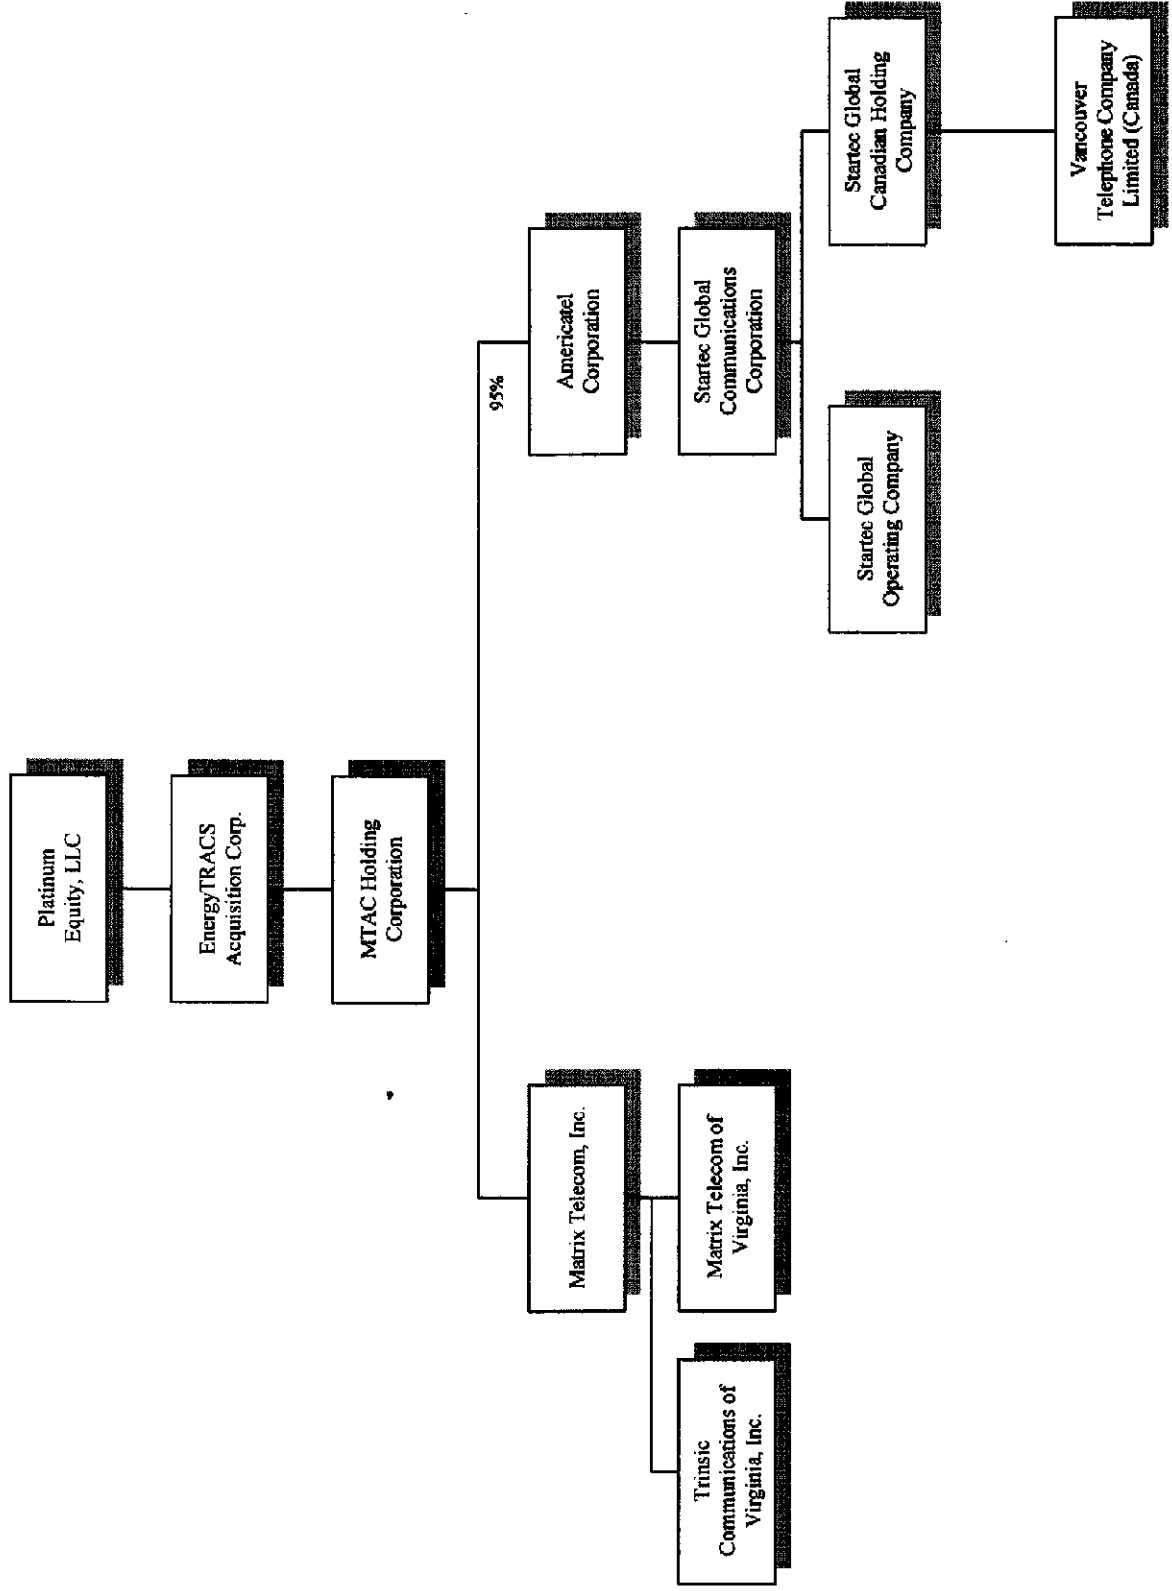 Platinum
Equity, LLC
EnergyTRACS
Acquisition Corp.
MTAC Holding
Corporation
95%
Matrix Telecom, Inc.
Americatel
Corporation
Trinsic
Communications of
Virginia, Inc.
Matrix Telecom of
Virginia, Inc.
Startec Global
Communications
Corporation
Startec Global
Operating Company
Startec Global
Canadian Holding
Company
Vancouver
Telephone Company
Limited (Canada)